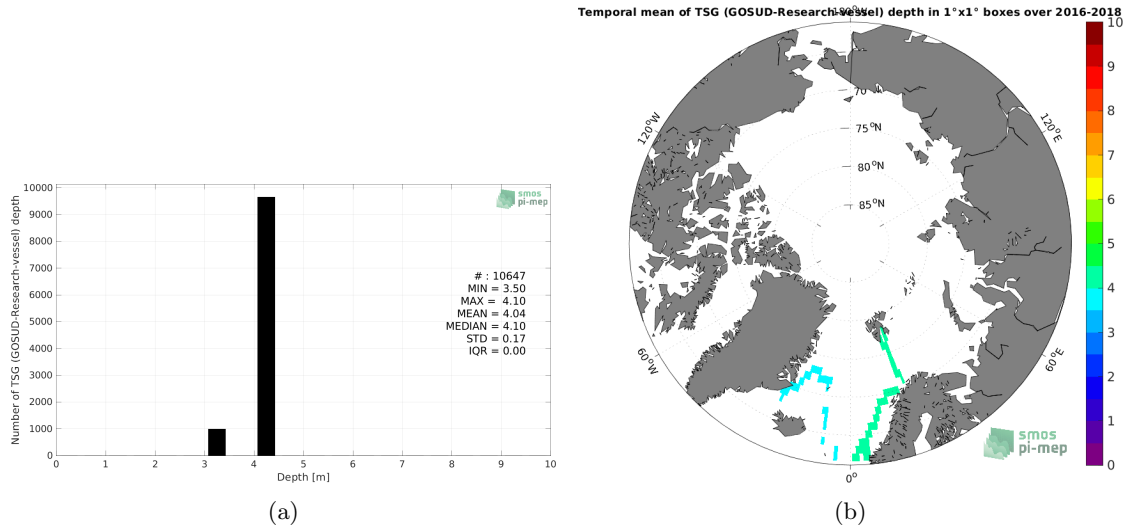 10000
9000
8000
7000
6000
5000
4000
3000
2000
1000
0
Number of TSG (GOSUD-Research-vessel) depth
smos
pi-mep
# : 10647
MIN = 3.50
MAX = 4.10
MEAN = 4.04
MEDIAN = 4.10
STD = 0.17
IQR = 0.00
0 1 2 3 4 5 6 7 8 9 10
Depth [m]
(a)
Temporal mean of TSG (GOSUD-Research-vessel) depth in 1°x1° boxes over 2016-2018
180°W
120°W
120°E
70
75°N
80°N
85°N
60°W
60°E
0°
smos
pi-mep
10
9
8
7
6
5
4
3
2
1
0
(b)